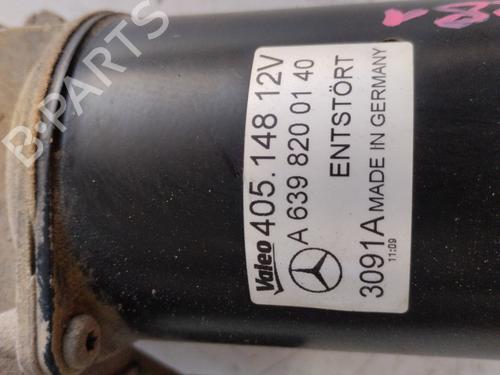 Valeo 405.148 12V
A 639 820 01 40
ENTSTÖRT
3091A MADE IN GERMANY
11:09
B-PARTS